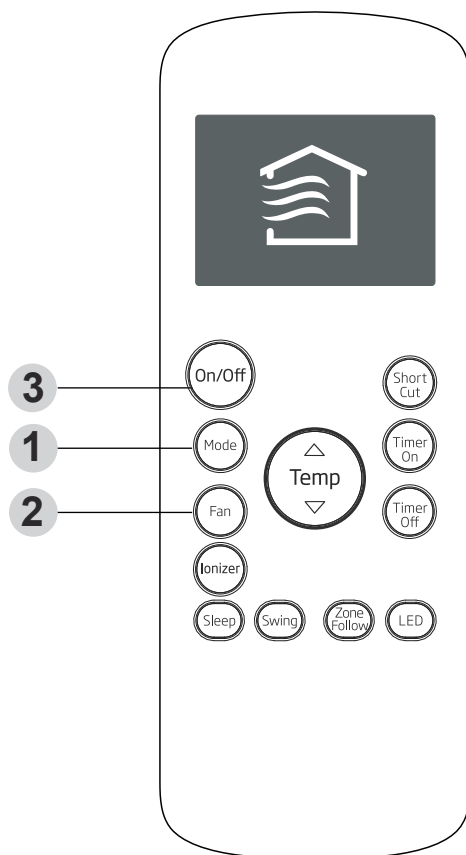 3
On/Off
Short
Cut
1
Mode
Temp
Timer
On
2
Fan
Timer
Off
Ionizer
Sleep
Swing
Zone
Follow
LED